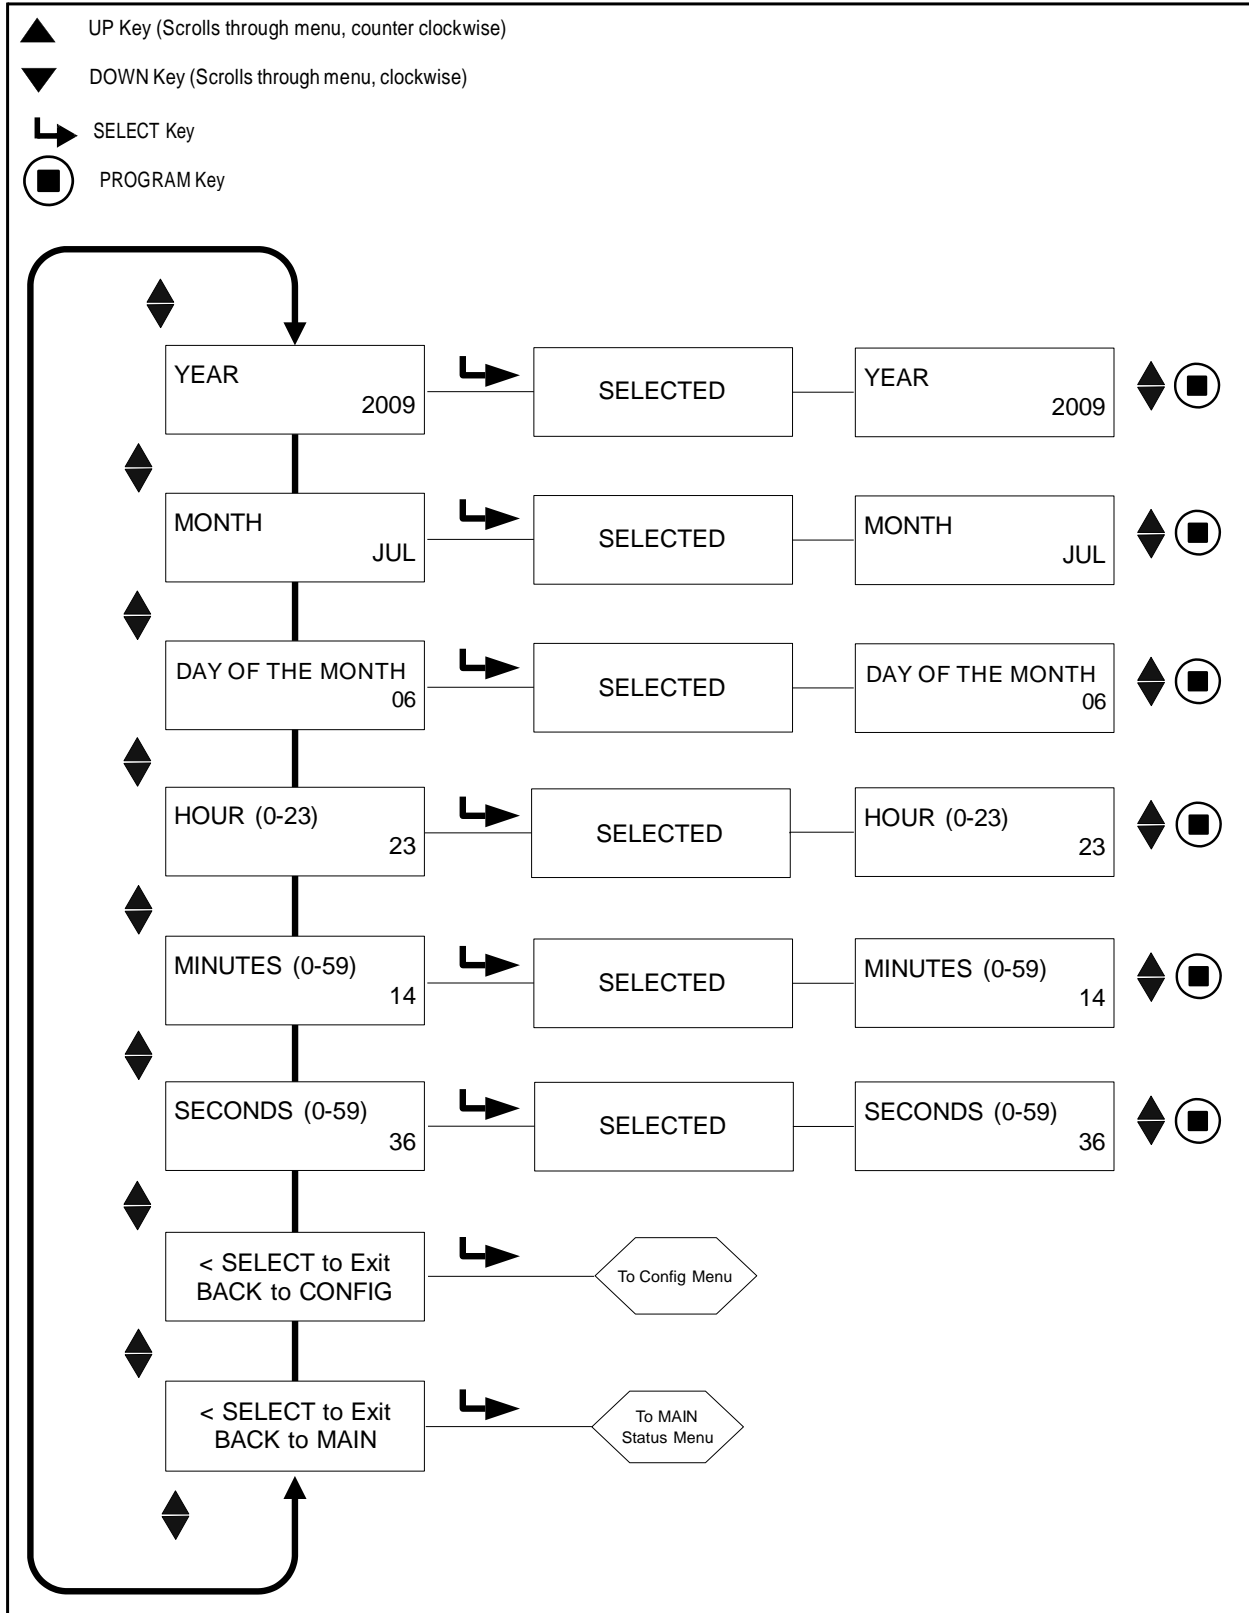 UP Key (Scrolls through menu, counter clockwise)
DOWN Key (Scrolls through menu, clockwise)
SELECT Key
PROGRAM Key
YEAR
2009
SELECTED
YEAR
2009
MONTH
JUL
SELECTED
MONTH
JUL
DAY OF THE MONTH
06
SELECTED
DAY OF THE MONTH
06
HOUR (0-23)
23
SELECTED
HOUR (0-23)
23
MINUTES (0-59)
14
SELECTED
MINUTES (0-59)
14
SECONDS (0-59)
36
SELECTED
SECONDS (0-59)
36
< SELECT to Exit
BACK to CONFIG
To Config Menu
< SELECT to Exit
BACK to MAIN
To MAIN
Status Menu